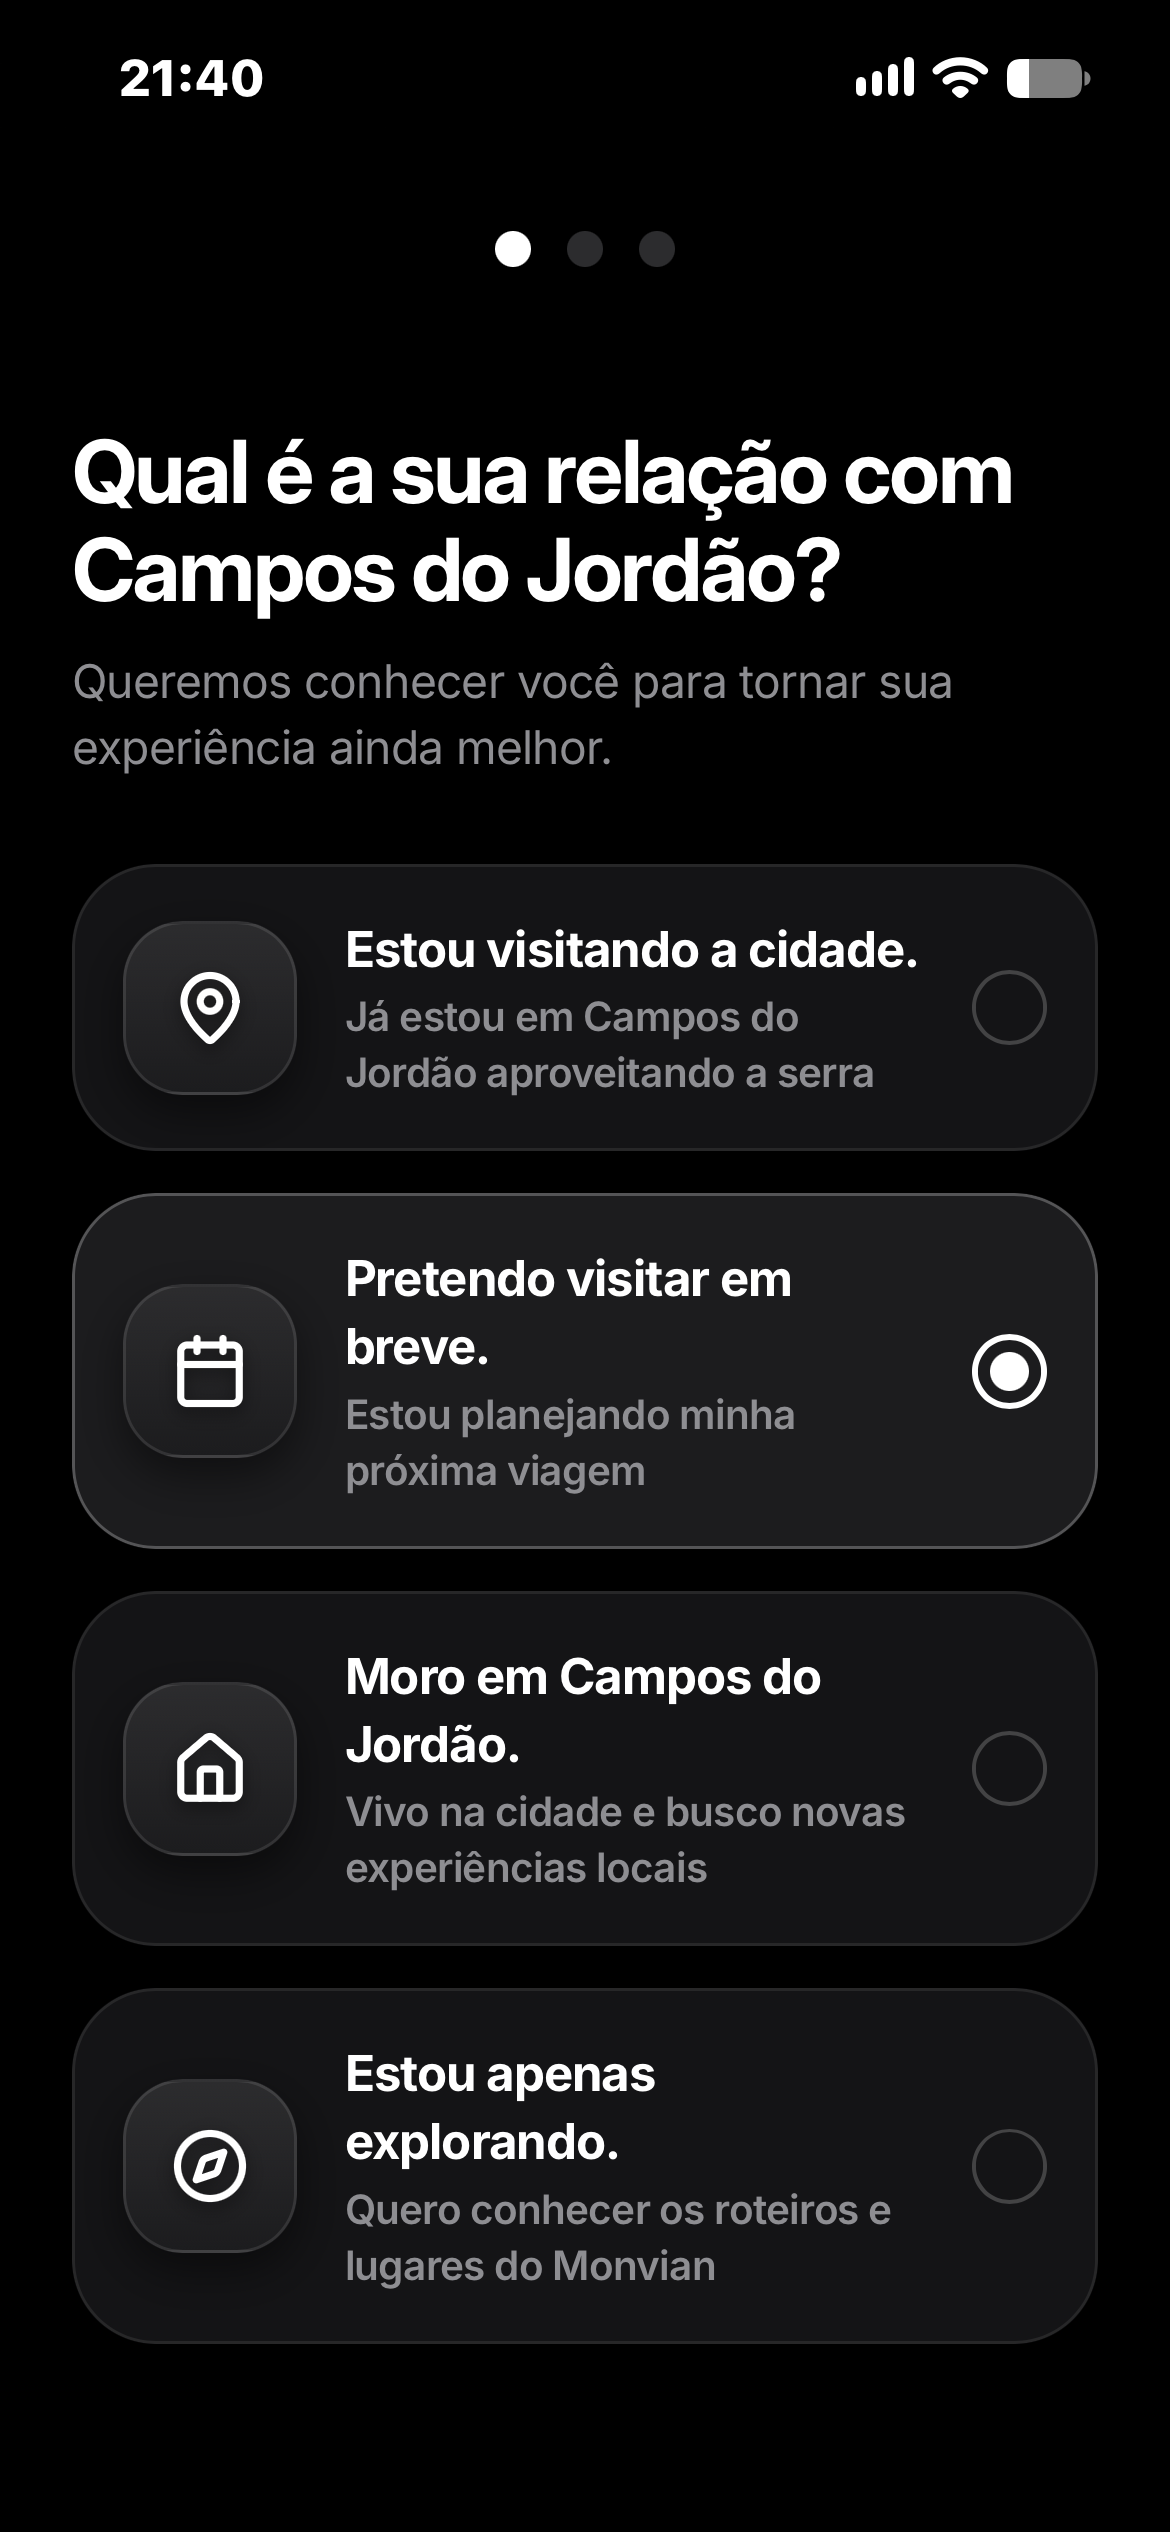 21:40
Qual é a sua relação com
Campos do Jordão?
Queremos conhecer você para tornar sua
experiência ainda melhor.
Estou visitando a cidade.
Já estou em Campos do
Jordão aproveitando a serra
Pretendo visitar em
breve.
Estou planejando minha
próxima viagem
Moro em Campos do
Jordão.
Vivo na cidade e busco novas
experiências locais
Estou apenas
explorando.
Quero conhecer os roteiros e
lugares do Monvian